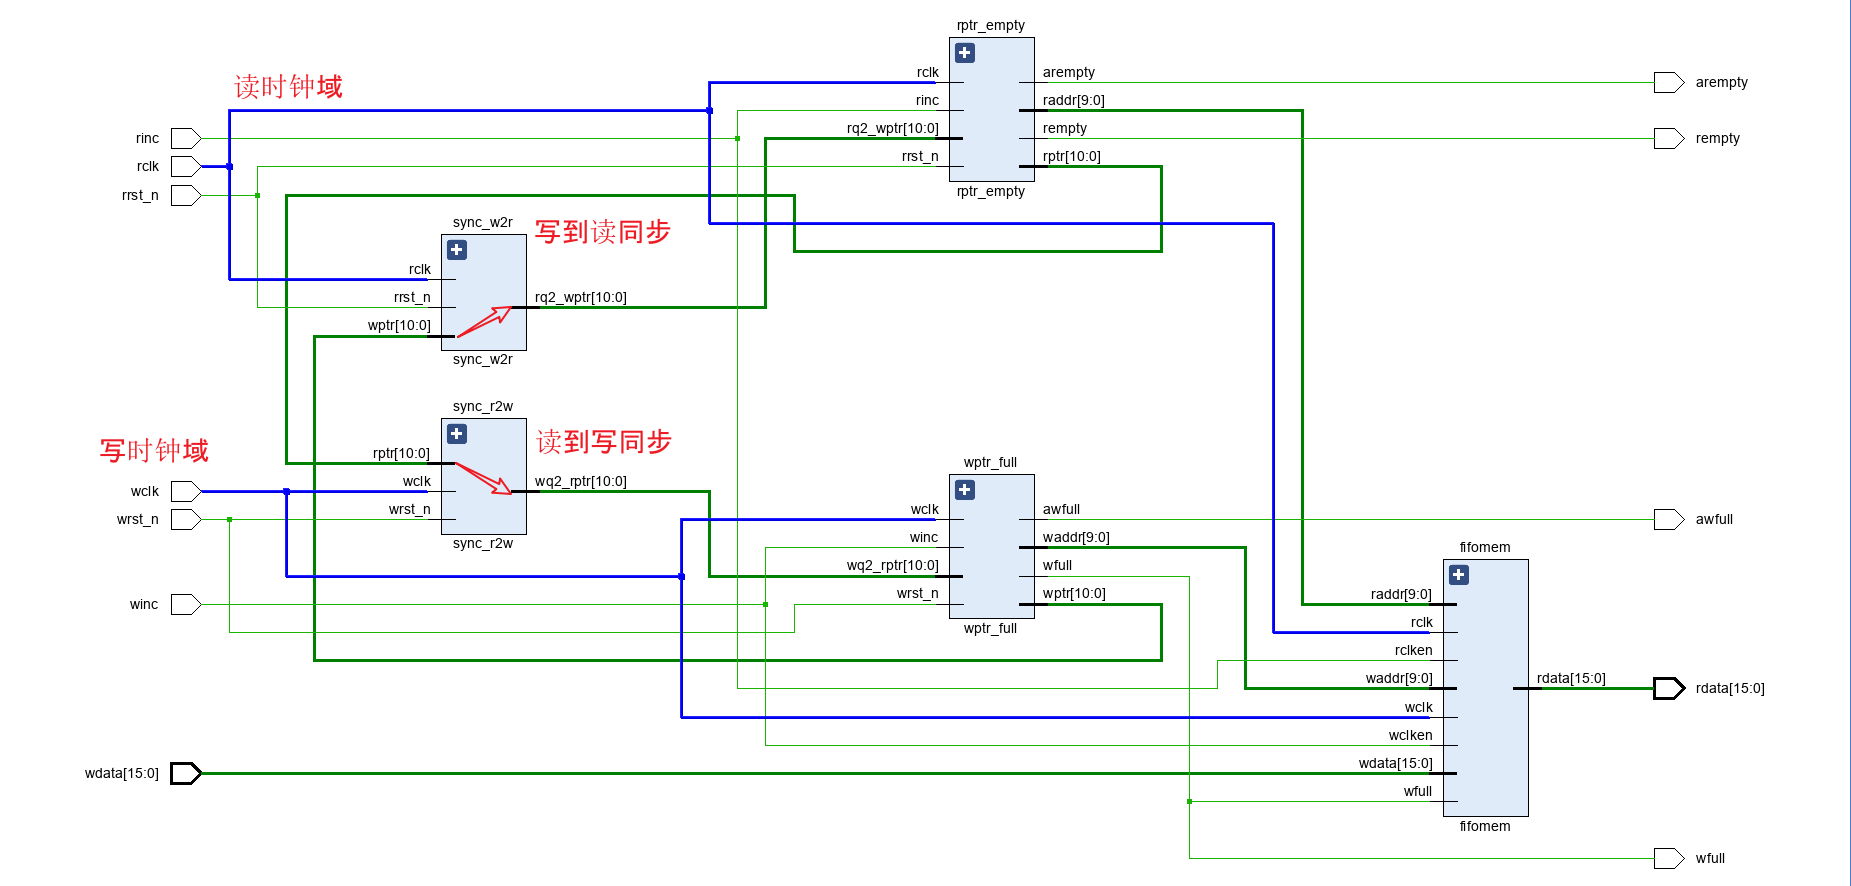 rptr_empty
rclk
rinc
rq2_wptr[10:0]
rrst_n
arempty
raddr[9:0]
rempty
rptr[10:0]
rptr_empty
arempty
rempty
读时钟域
rinc
rclk
rrst_n
sync_w2r
写到读同步
rclk
rrst_n
wptr[10:0]
rq2_wptr[10:0]
sync_w2r
sync_r2w
读到写同步
rptr[10:0]
wclk
wrst_n
wq2_rptr[10:0]
sync_r2w
写时钟域
wclk
wrst_n
winc
wdata[15:0]
wptr_full
wclk
winc
wq2_rptr[10:0]
wrst_n
awfull
waddr[9:0]
wfull
wptr[10:0]
wptr_full
awfull
fifomem
raddr[9:0]
rclk
rclken
waddr[9:0]
wclk
wclken
wdata[15:0]
wfull
rdata[15:0]
fifomem
rdata[15:0]
wfull